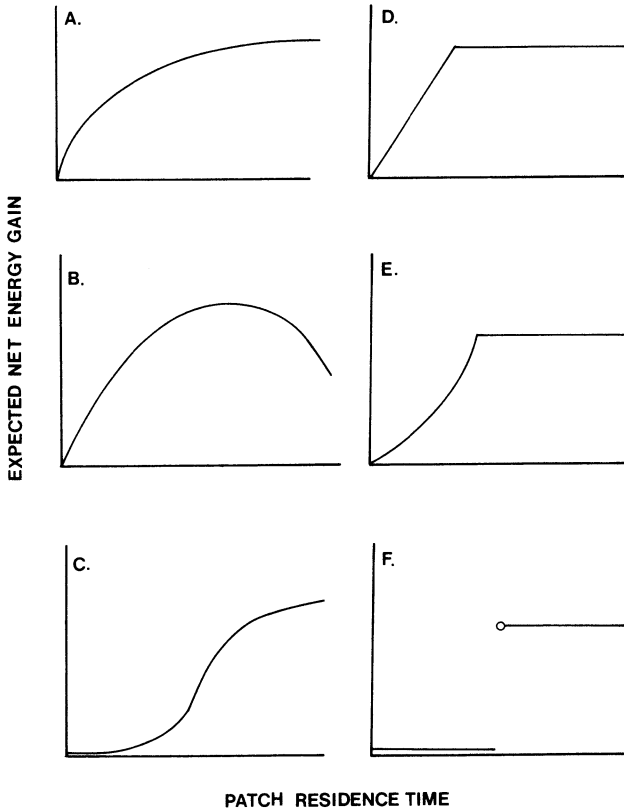 A.
D.
B.
E.
C.
F.
EXPECTED NET ENERGY GAIN
PATCH RESIDENCE TIME